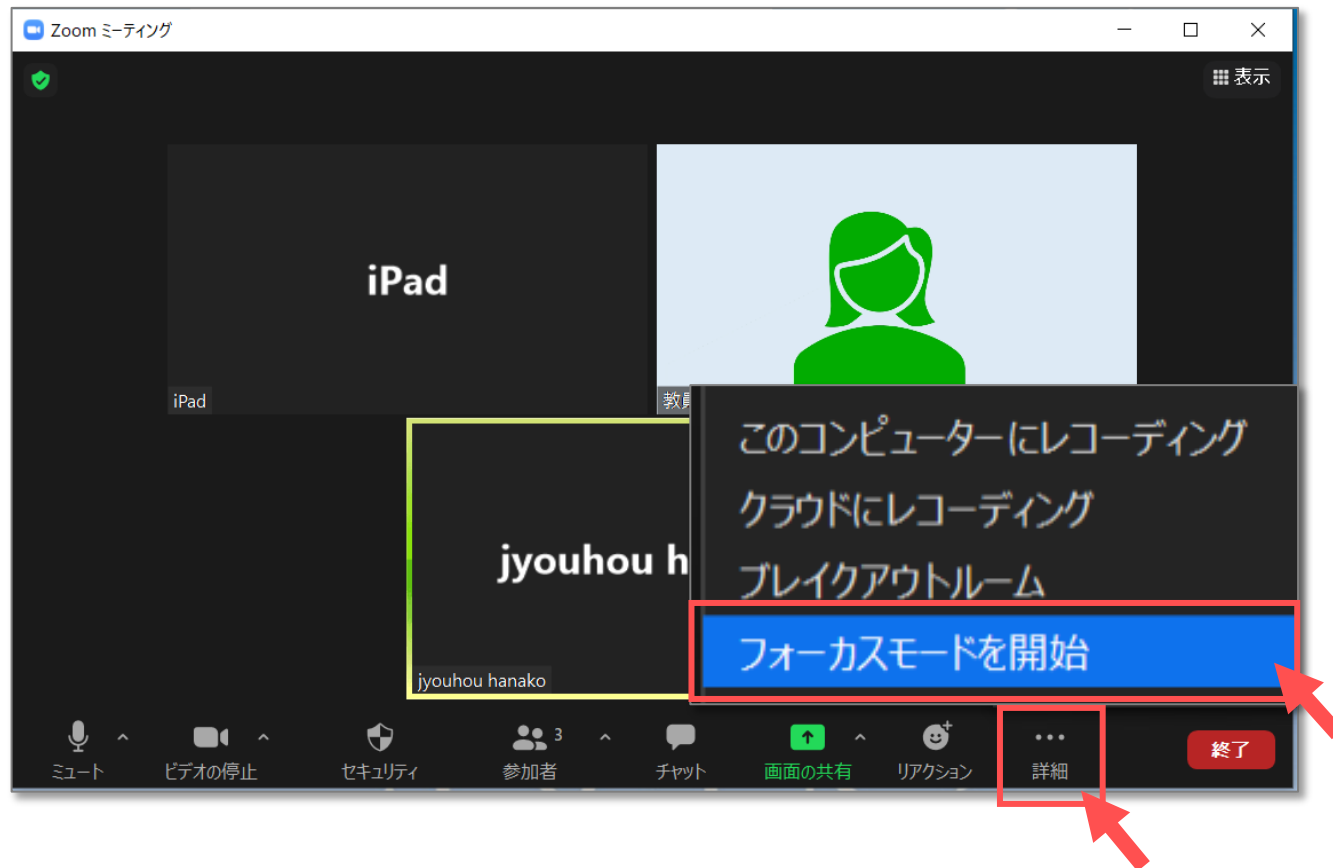 Zoom ミーティング
表示
iPad
iPad
教員
jyouhou h
jyouhou hanako
このコンピューターにレコーディング
クラウドにレコーディング
ブレイクアウトルーム
フォーカスモードを開始
ミュート
ビデオの停止
セキュリティ
3
参加者
チャット
画面の共有
リアクション
詳細
終了